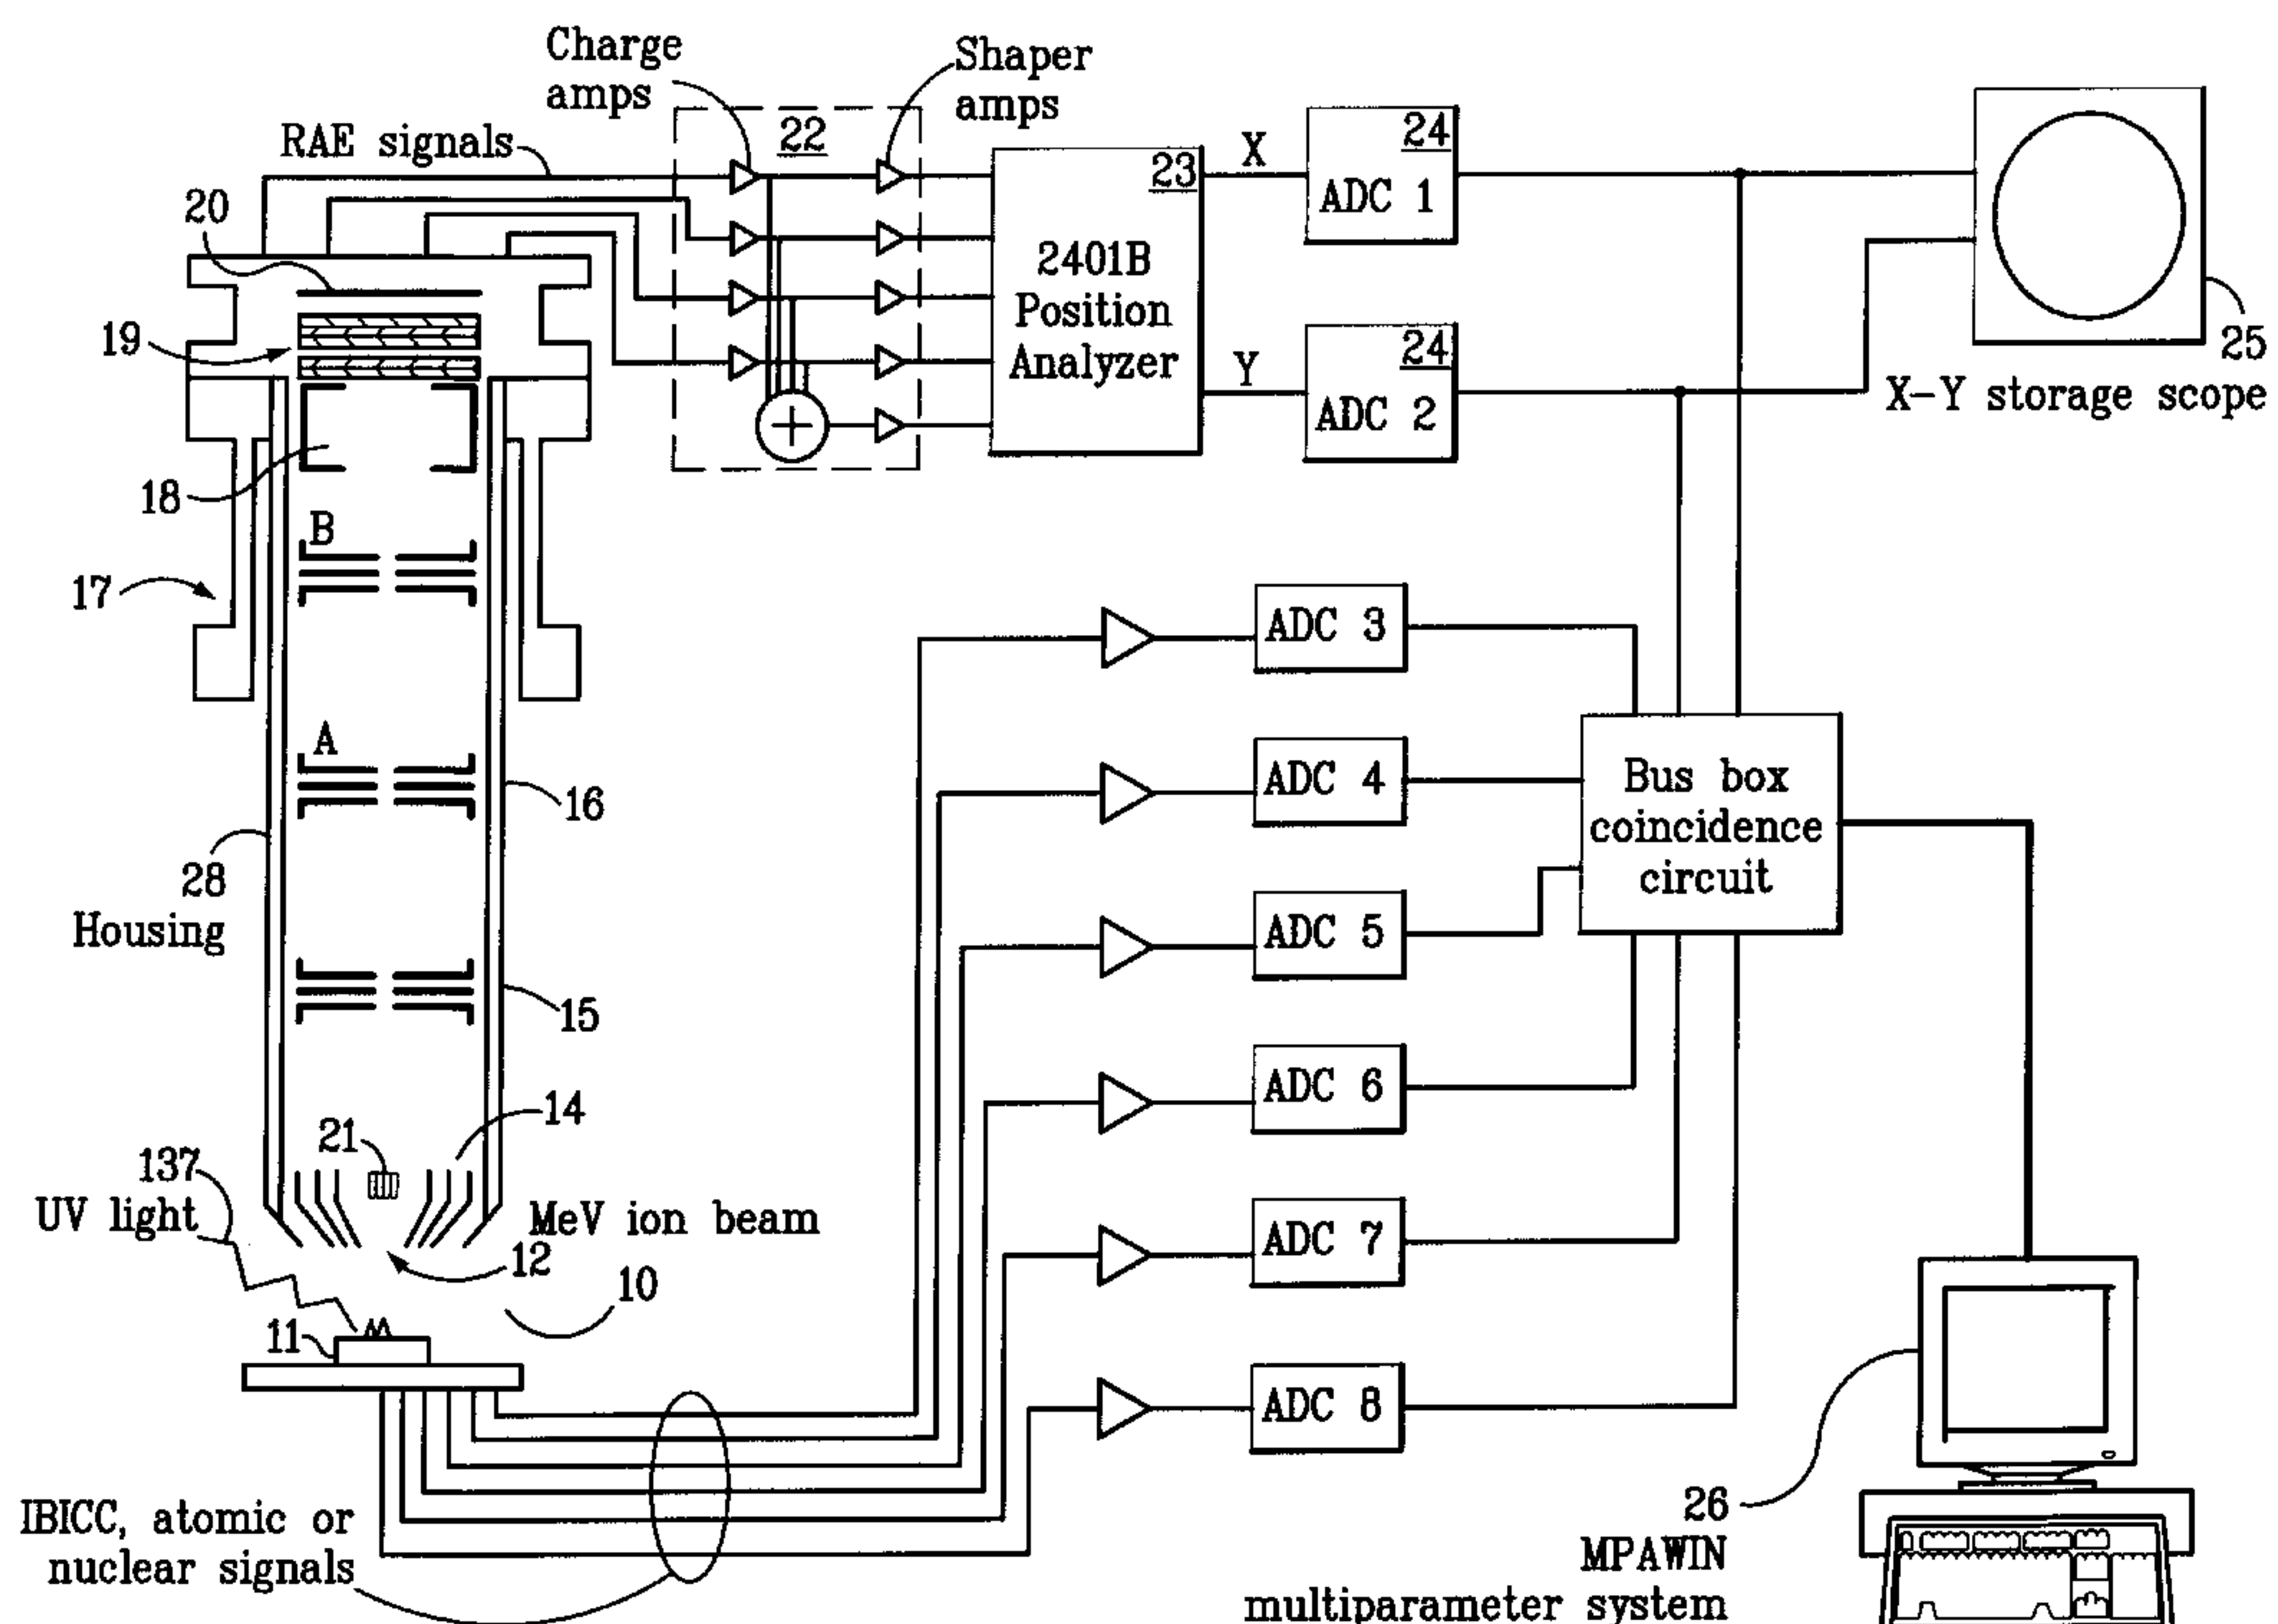 Charge
amps
Shaper
amps
22
RAE signals
20
19
18
B
17
A
16
28
Housing
15
14
21
137
UV light
MeV ion beam
12
10
11
IBICC, atomic or
nuclear signals
23
2401B
Position
Analyzer
X
Y
24
ADC 1
24
ADC 2
25
X-Y storage scope
ADC 3
ADC 4
ADC 5
ADC 6
ADC 7
ADC 8
Bus box
coincidence
circuit
26
MPAWIN
multiparameter system